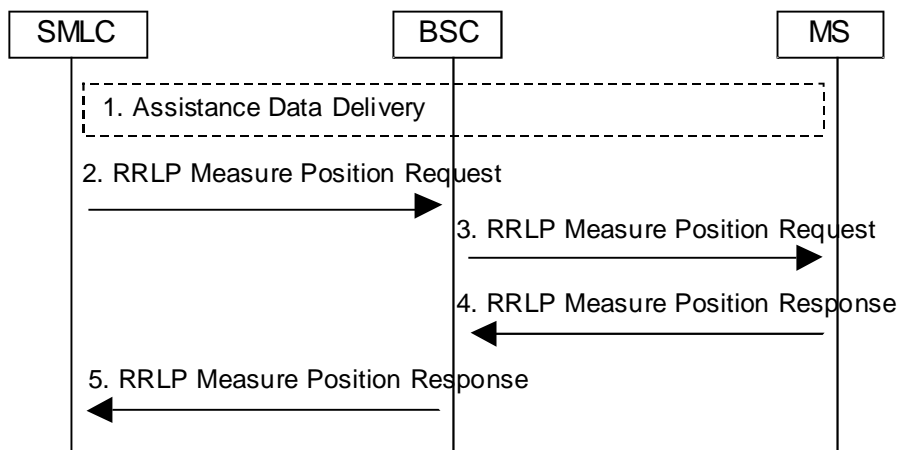 SMLC
BSC
MS
1. Assistance Data Delivery
2. RRLP Measure Position Request
3. RRLP Measure Position Request
4. RRLP Measure Position Response
5. RRLP Measure Position Response